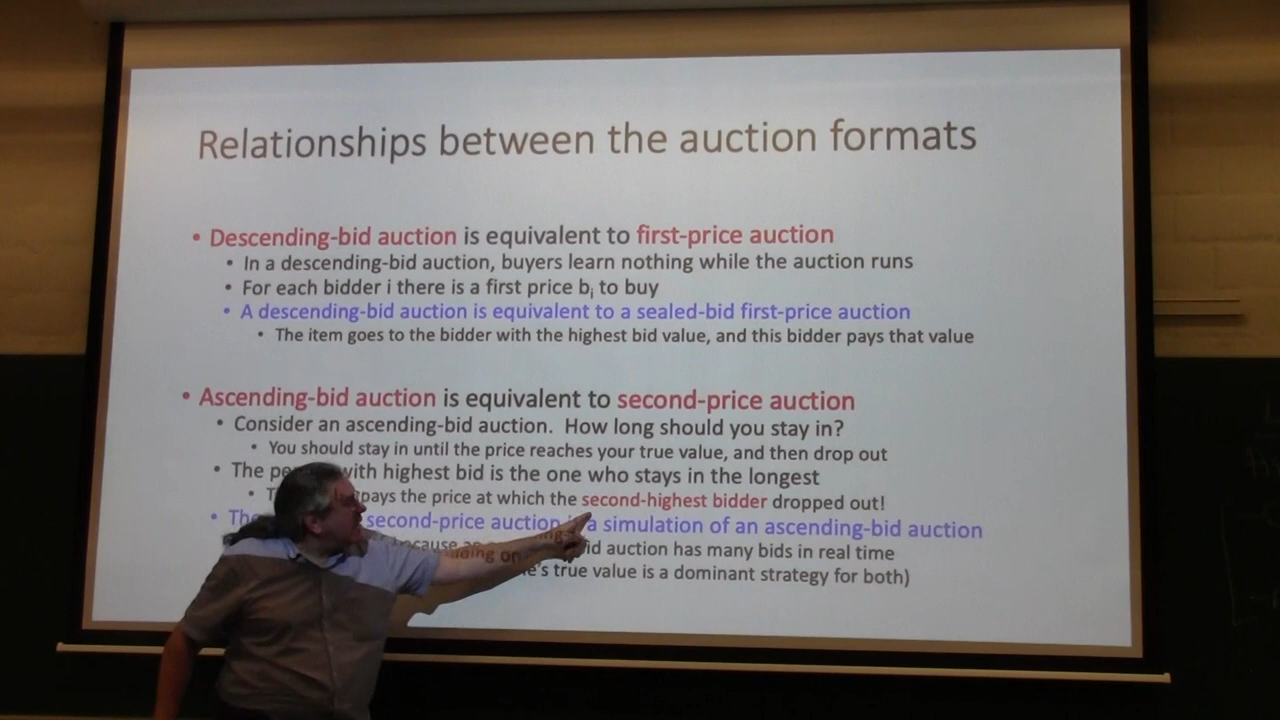 Relationships between the auction formats
• Descending-bid auction is equivalent to first-price auction
• In a descending-bid auction, buyers learn nothing while the auction runs
• For each bidder i there is a first price bi to buy
• A descending-bid auction is equivalent to a sealed-bid first-price auction
• The item goes to the bidder with the highest bid value, and this bidder pays that value
• Ascending-bid auction is equivalent to second-price auction
• Consider an ascending-bid auction. How long should you stay in?
• You should stay in until the price reaches your true value, and then drop out
• The with highest bid is the one who stays in the longest
• pays the price at which the second-highest bidder dropped out!
• second-price auction a simulation of an ascending-bid auction
because auction has many bids in real time
true value is a dominant strategy for both)